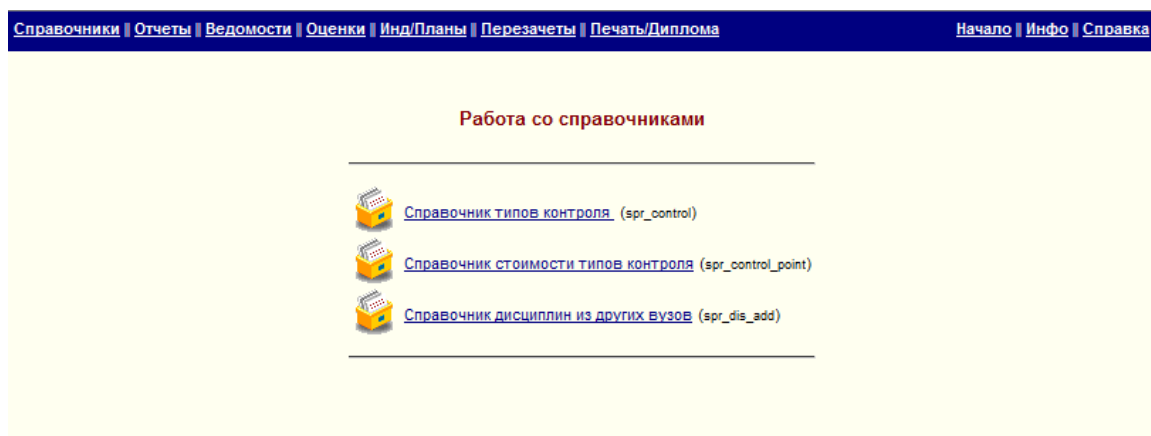 Справочники || Отчеты || Ведомости || Оценки || Инд/Планы || Перезачеты || Печать/Диплома Начало || Инфо || Справка
Работа со справочниками
Справочник типов контроля (spr_control)
Справочник стоимости типов контроля (spr_control_point)
Справочник дисциплин из других вузов (spr_dis_add)